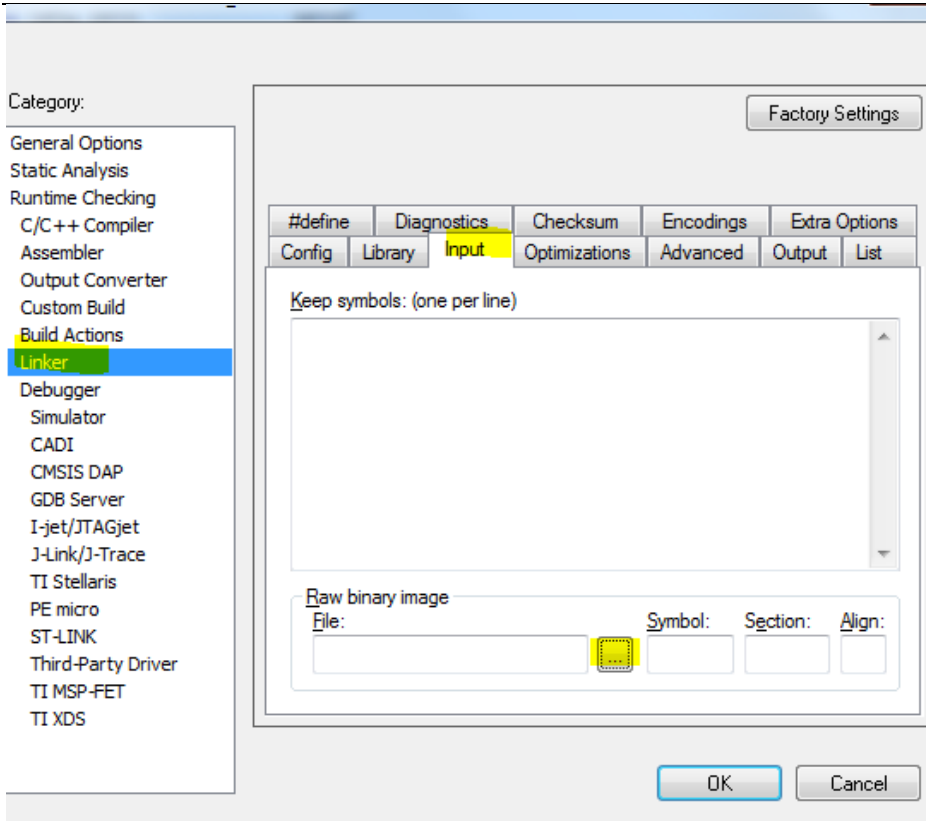 Category:
General Options
Static Analysis
Runtime Checking
C/C++ Compiler
Assembler
Output Converter
Custom Build
Build Actions
Linker
Debugger
Simulator
CADI
CMSIS DAP
GDB Server
I-jet/JTAGjet
J-Link/J-Trace
TI Stellaris
PE micro
ST-LINK
Third-Party Driver
TI MSP-FET
TI XDS
Factory Settings
#define Diagnostics Checksum Encodings Extra Options
Config Library Input Optimizations Advanced Output List
Keep symbols: (one per line)
Raw binary image
File: Symbol: Section: Align:
...
OK Cancel